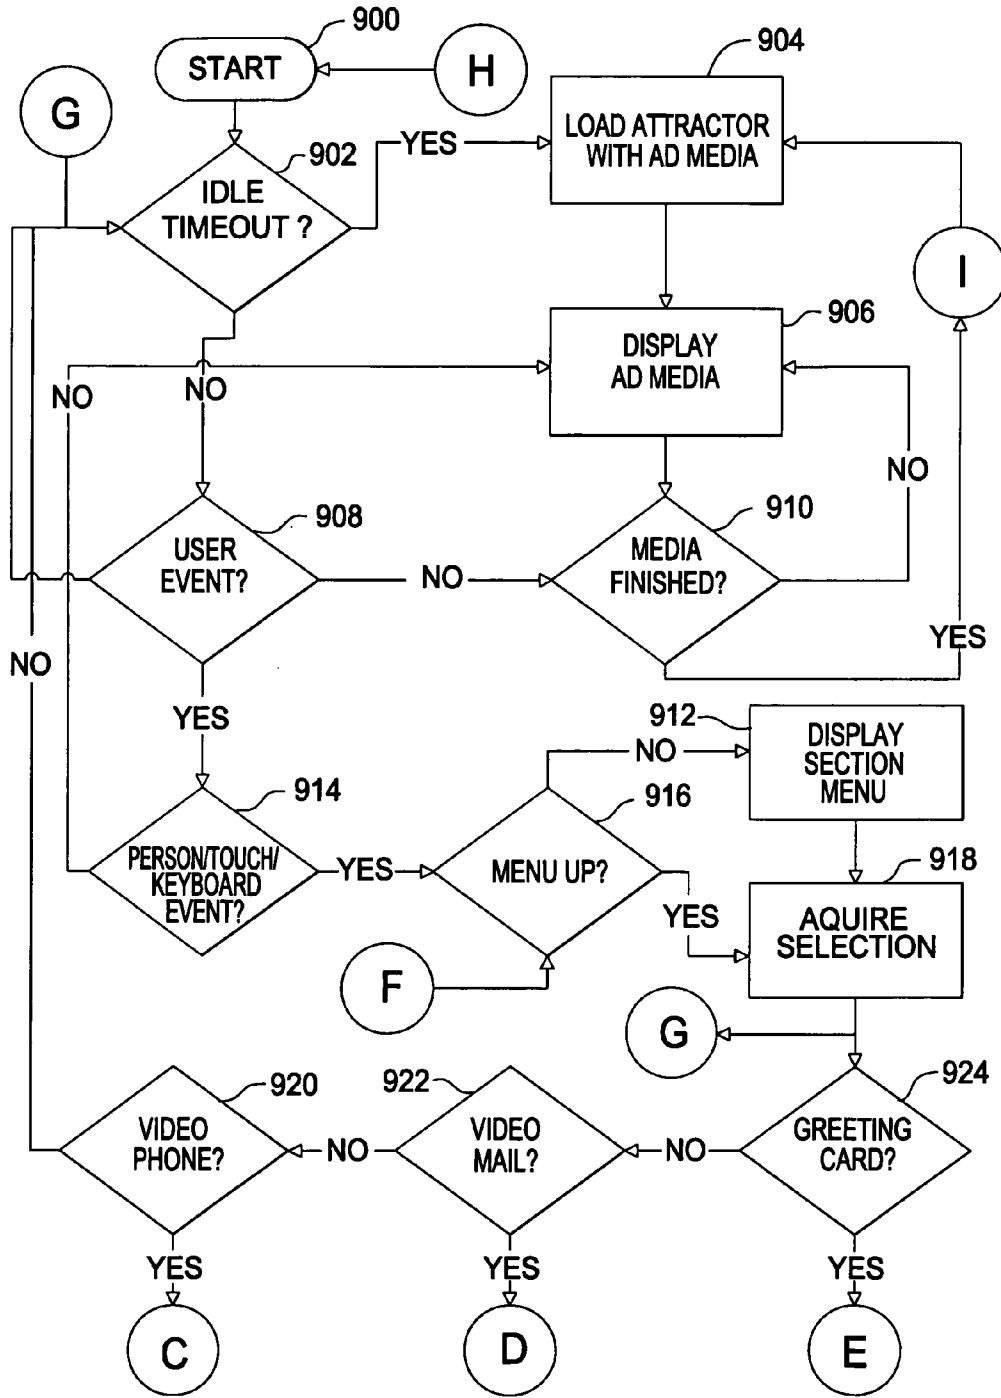 900
START
H
G
904
LOAD ATTRACTOR
WITH AD MEDIA
YES
902
IDLE
TIMEOUT ?
I
906
DISPLAY
AD MEDIA
NO
NO
NO
908
USER
EVENT?
NO
910
MEDIA
FINISHED?
YES
NO
YES
912
DISPLAY
SECTION
MENU
NO
914
PERSON/TOUCH/
KEYBOARD
EVENT?
YES
916
MENU UP?
YES
918
AQUIRE
SELECTION
F
G
920
VIDEO
PHONE?
NO
922
VIDEO
MAIL?
NO
924
GREETING
CARD?
YES
YES
YES
C
D
E